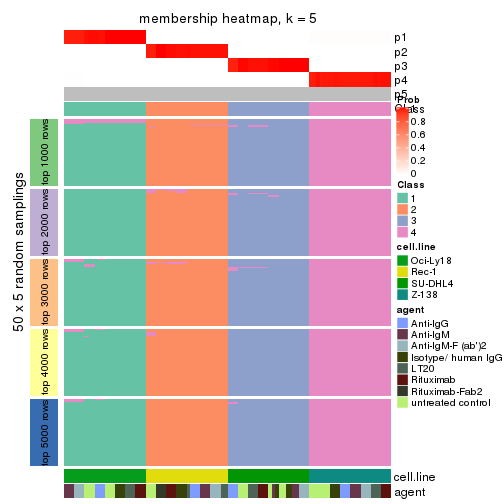 membership heatmap, k = 5
p1
p2
p3
p4
p5
Class
50 x 5 random samplings
top 1000 rows
top 2000 rows
top 3000 rows
top 4000 rows
top 5000 rows
cell.line
agent
Prob
0.8
0.6
0.4
0.2
0
Class
1
2
3
4
cell.line
Oci-Ly18
Rec-1
SU-DHL4
Z-138
agent
Anti-IgG
Anti-IgM
Anti-IgM-F (ab')2
Isotype/ human IgG
LT20
Rituximab
Rituximab-Fab2
untreated control